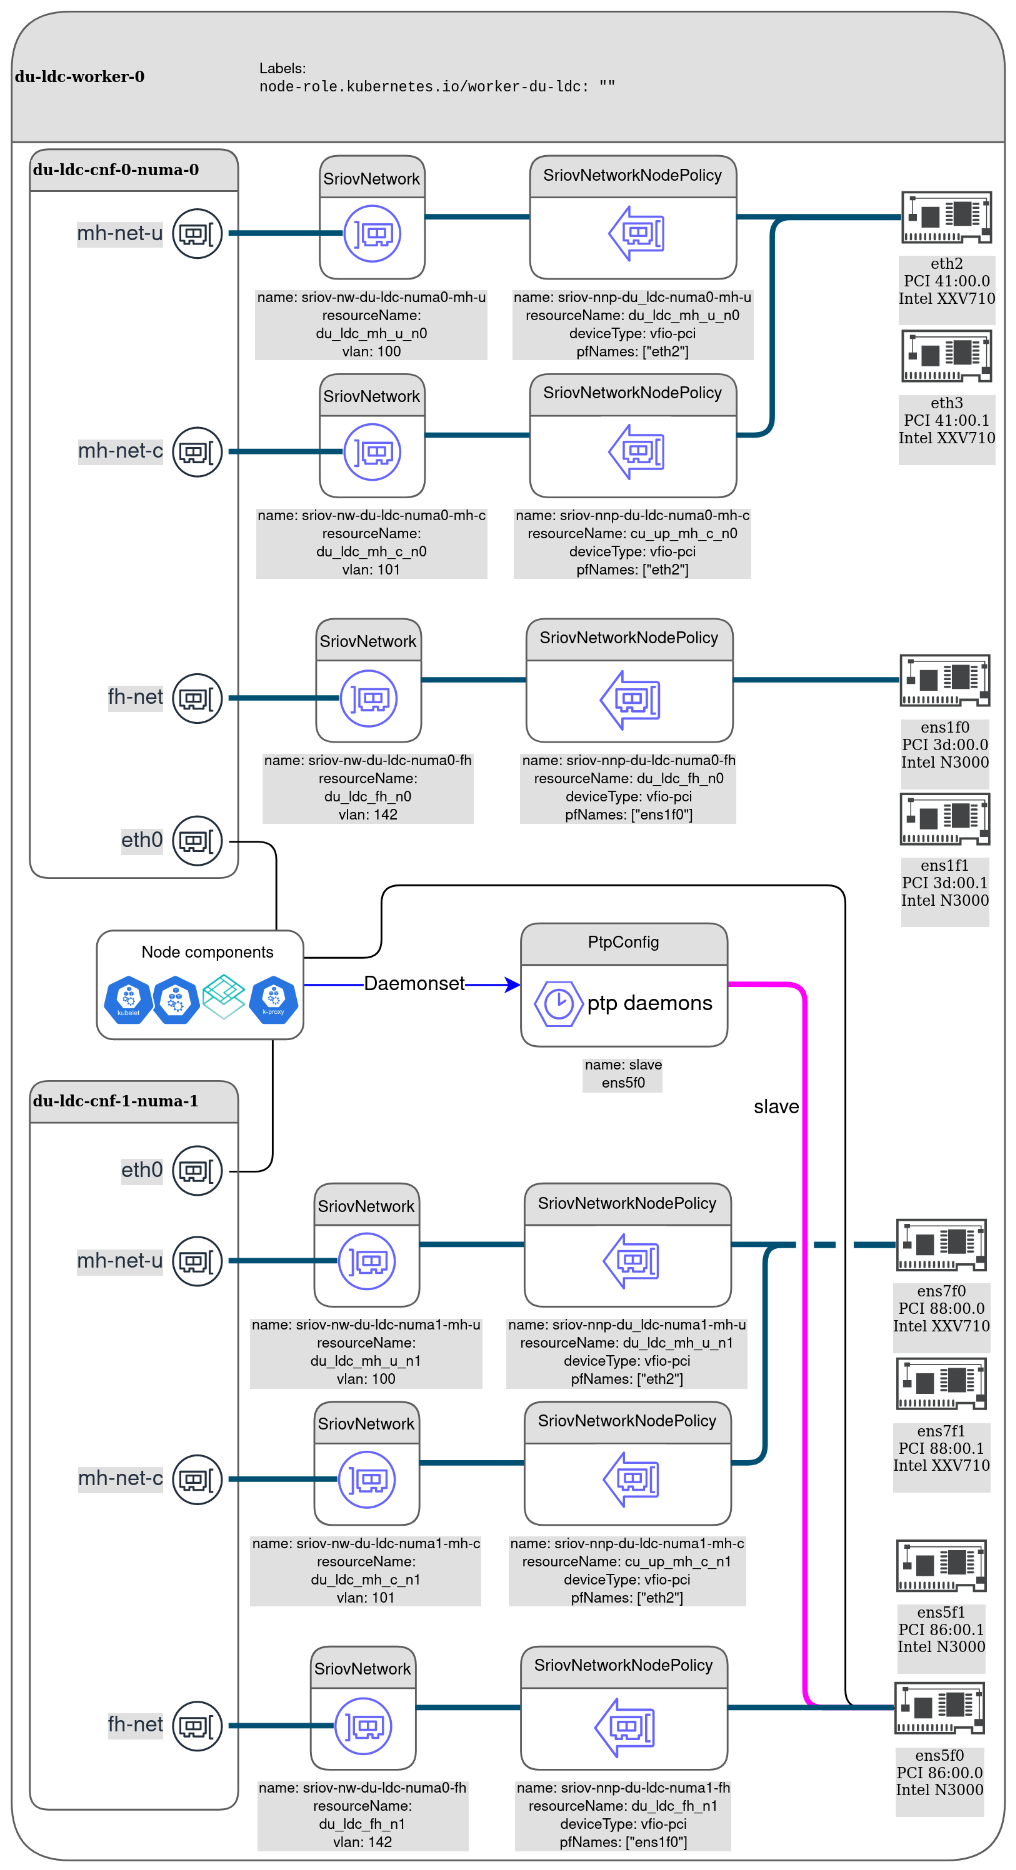 du-ldc-worker-0
Labels:
node-role.kubernetes.io/worker-du-ldc: ""
du-ldc-cnf-0-numa-0
mh-net-u
SriovNetwork
name: sriov-nw-du-ldc-numa0-mh-u
resourceName:
du_ldc_mh_u_n0
vlan: 100
SriovNetworkNodePolicy
name: sriov-nnp-du_ldc-numa0-mh-u
resourceName: du_ldc_mh_u_n0
deviceType: vfio-pci
pfNames: ["eth2"]
eth2
PCI 41:00.0
Intel XXV710
eth3
PCI 41:00.1
Intel XXV710
mh-net-c
SriovNetwork
name: sriov-nw-du-ldc-numa0-mh-c
resourceName:
du_ldc_mh_c_n0
vlan: 101
SriovNetworkNodePolicy
name: sriov-nnp-du-ldc-numa0-mh-c
resourceName: cu_up_mh_c_n0
deviceType: vfio-pci
pfNames: ["eth2"]
fh-net
SriovNetwork
name: sriov-nw-du-ldc-numa0-fh
resourceName:
du_ldc_fh_n0
vlan: 142
SriovNetworkNodePolicy
name: sriov-nnp-du-ldc-numa0-fh
resourceName: du_ldc_fh_n0
deviceType: vfio-pci
pfNames: ["ens1f0"]
ens1f0
PCI 3d:00.0
Intel N3000
ens1f1
PCI 3d:00.1
Intel N3000
eth0
Node components
kubelet
k-proxy
Daemonset
PtpConfig
ptp daemons
name: slave
ens5f0
slave
du-ldc-cnf-1-numa-1
eth0
mh-net-u
SriovNetwork
name: sriov-nw-du-ldc-numa1-mh-u
resourceName:
du_ldc_mh_u_n1
vlan: 100
SriovNetworkNodePolicy
name: sriov-nnp-du_ldc-numa1-mh-u
resourceName: du_ldc_mh_u_n1
deviceType: vfio-pci
pfNames: ["eth2"]
ens7f0
PCI 88:00.0
Intel XXV710
ens7f1
PCI 88:00.1
Intel XXV710
mh-net-c
SriovNetwork
name: sriov-nw-du-ldc-numa1-mh-c
resourceName:
du_ldc_mh_c_n1
vlan: 101
SriovNetworkNodePolicy
name: sriov-nnp-du-ldc-numa1-mh-c
resourceName: cu_up_mh_c_n1
deviceType: vfio-pci
pfNames: ["eth2"]
ens5f1
PCI 86:00.1
Intel N3000
fh-net
SriovNetwork
name: sriov-nw-du-ldc-numa0-fh
resourceName:
du_ldc_fh_n1
vlan: 142
SriovNetworkNodePolicy
name: sriov-nnp-du-ldc-numa1-fh
resourceName: du_ldc_fh_n1
deviceType: vfio-pci
pfNames: ["ens1f0"]
ens5f0
PCI 86:00.0
Intel N3000